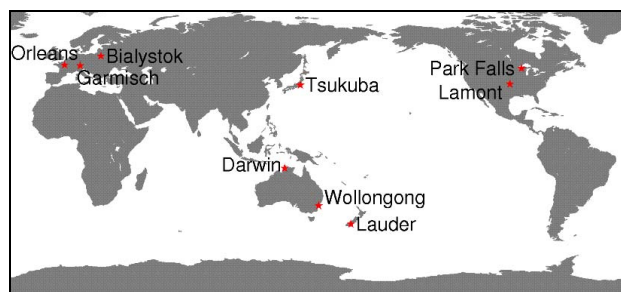 Orleans
Bialystok
Garmisch
Tsukuba
Park Falls
Lamont
Darwin
Wollongong
Lauder